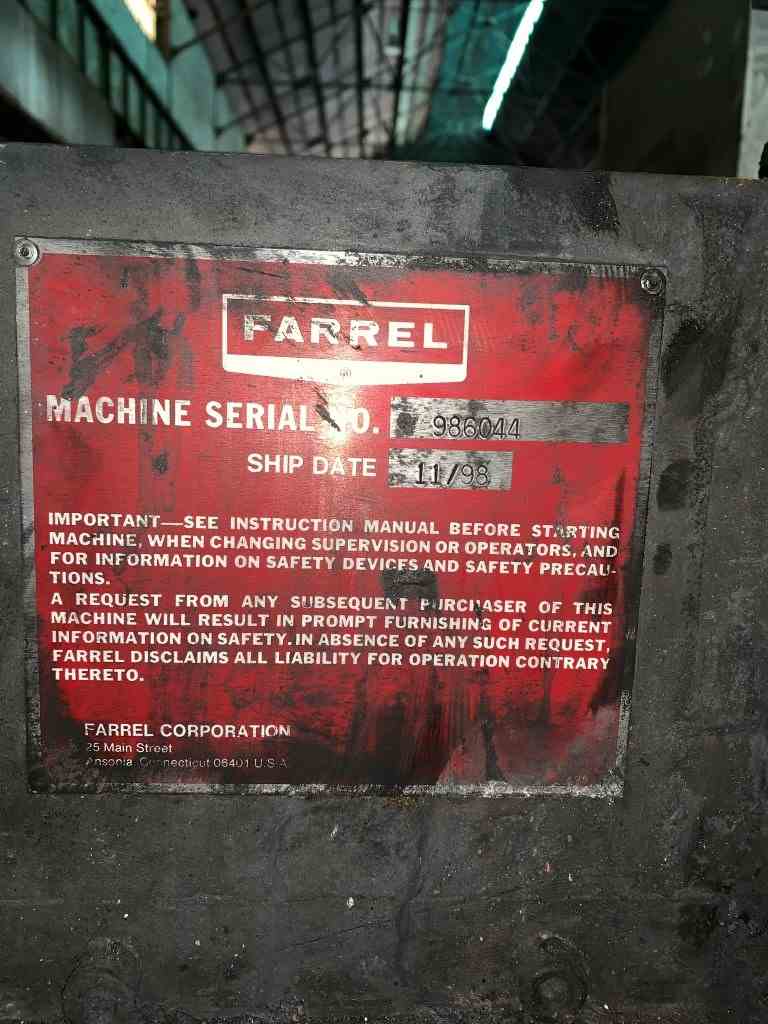 FARREL
MACHINE SERIAL NO. 986044
SHIP DATE 11/98
IMPORTANT—SEE INSTRUCTION MANUAL BEFORE STARTING
MACHINE, WHEN CHANGING SUPERVISION OR OPERATORS, AND
FOR INFORMATION ON SAFETY DEVICES AND SAFETY PRECAU-
TIONS.
A REQUEST FROM ANY SUBSEQUENT PURCHASER OF THIS
MACHINE WILL RESULT IN PROMPT FURNISHING OF CURRENT
INFORMATION ON SAFETY. IN ABSENCE OF ANY SUCH REQUEST,
FARREL DISCLAIMS ALL LIABILITY FOR OPERATION CONTRARY
THERETO.
FARREL CORPORATION
25 Main Street
Ansonia, Connecticut 06401 U.S.A.